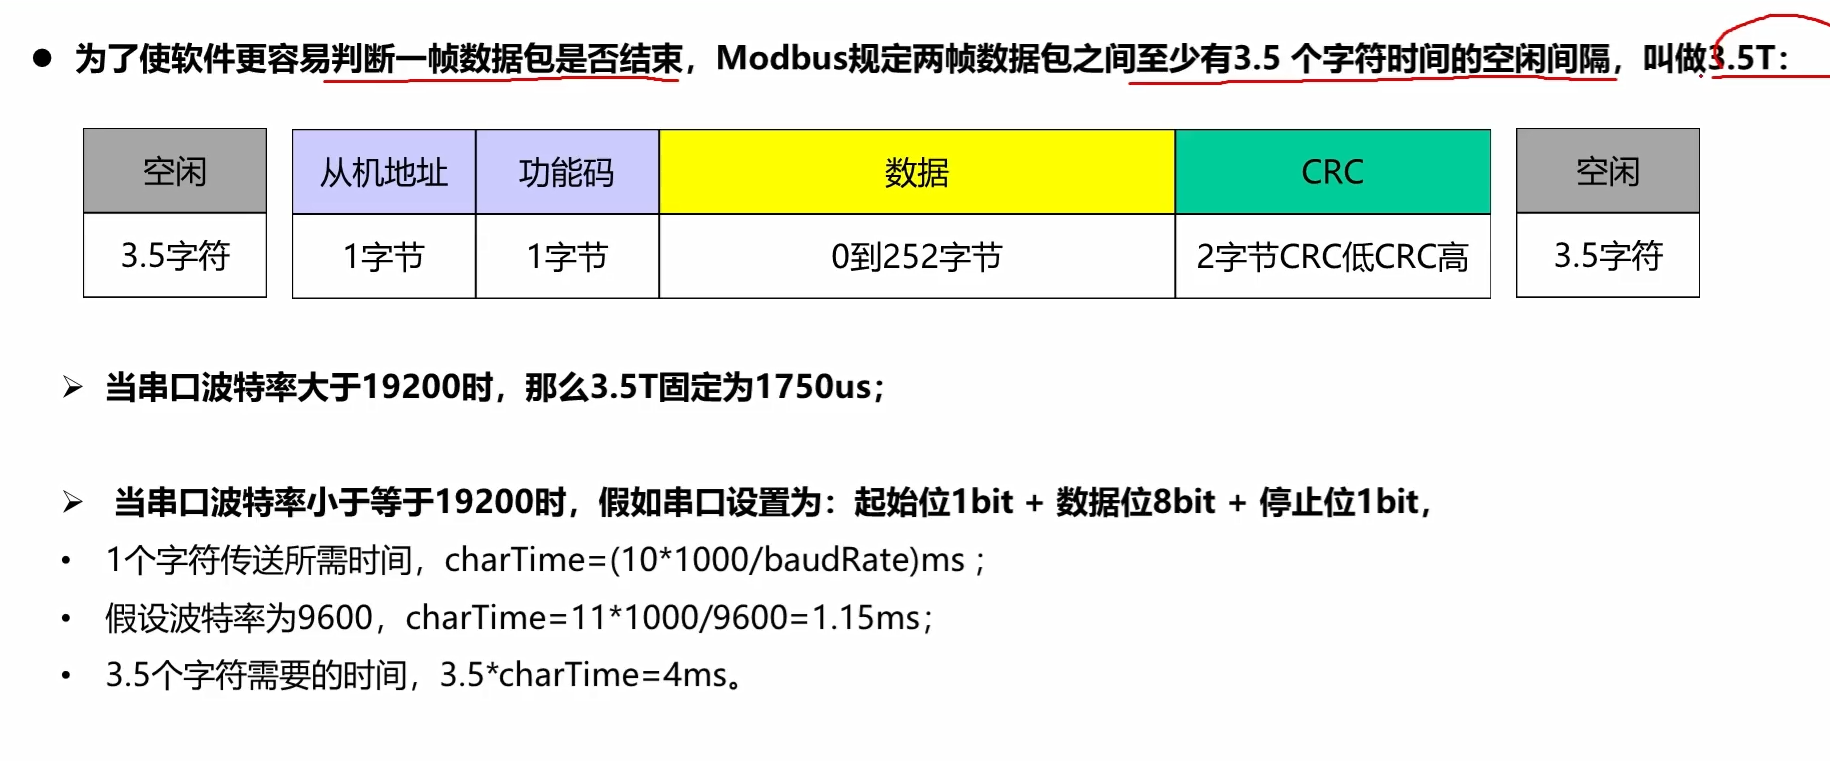 ● 为了使软件更容易判断一帧数据包是否结束，Modbus规定两帧数据包之间至少有3.5 个字符时间的空闲间隔，叫做3.5T：
空闲 从机地址 功能码 数据 CRC 空闲
3.5字符 1字节 1字节 0到252字节 2字节CRC低CRC高 3.5字符
➢ 当串口波特率大于19200时，那么3.5T固定为1750us；
➢ 当串口波特率小于等于19200时，假如串口设置为：起始位1bit + 数据位8bit + 停止位1bit，
• 1个字符传送所需时间，charTime=(10*1000/baudRate)ms ;
• 假设波特率为9600，charTime=11*1000/9600=1.15ms；
• 3.5个字符需要的时间，3.5*charTime=4ms。